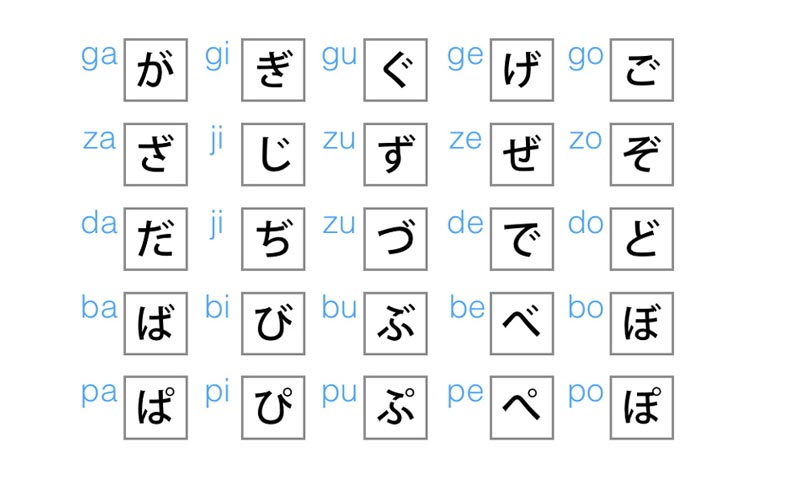 ga が gi ぎ gu ぐ ge げ go ご
za ざ ji じ zu ず ze ぜ zo ぞ
da だ ji ぢ zu づ de で do ど
ba ば bi び bu ぶ be べ bo ぼ
pa ぱ pi ぴ pu ぷ pe ぺ po ぽ